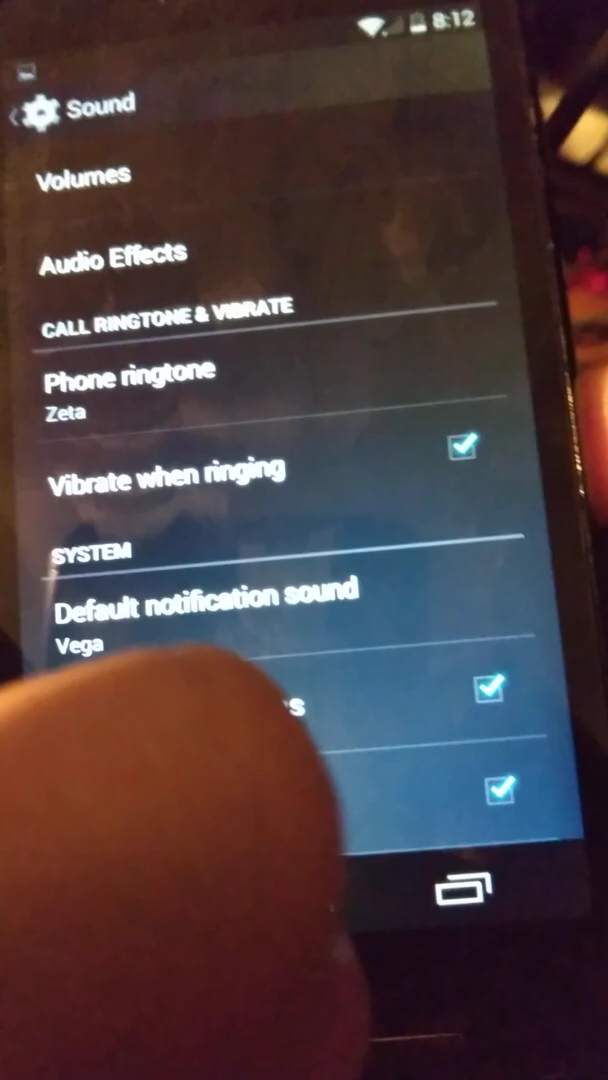 8:12
Sound
Volumes
Audio Effects
CALL RINGTONE & VIBRATE
Phone ringtone
Zeta
Vibrate when ringing
SYSTEM
Default notification sound
Vega